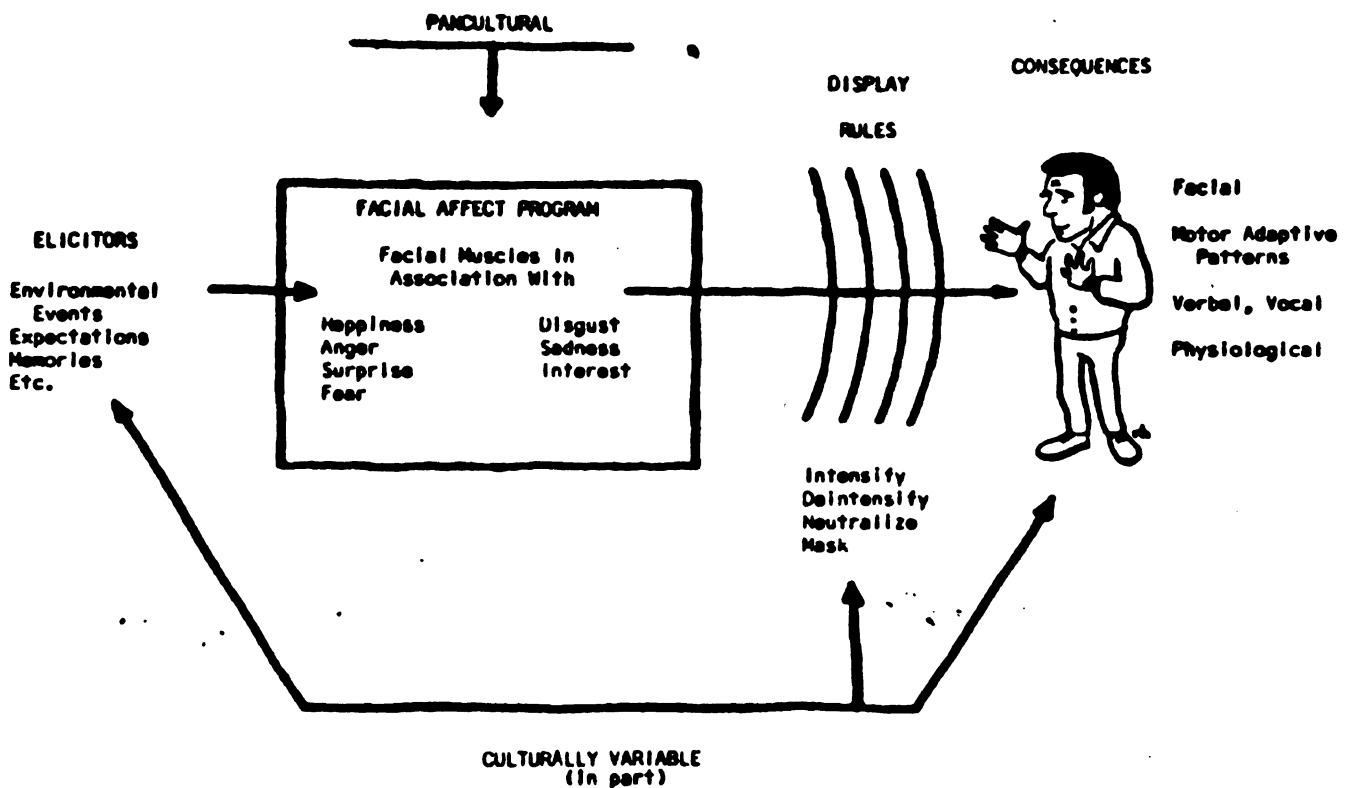 PANCULTURAL
CONSEQUENCES
DISPLAY
RULES
FACIAL AFFECT PROGRAM
Facial Muscles In
Association With
Happiness
Anger
Surprise
Fear
Disgust
Sadness
Interest
ELICITORS
Environmental
Events
Expectations
Memories
Etc.
Facial
Motor Adaptive
Patterns
Verbal, Vocal
Physiological
Intensify
Deintensify
Neutralize
Mask
CULTURALLY VARIABLE
(in part)